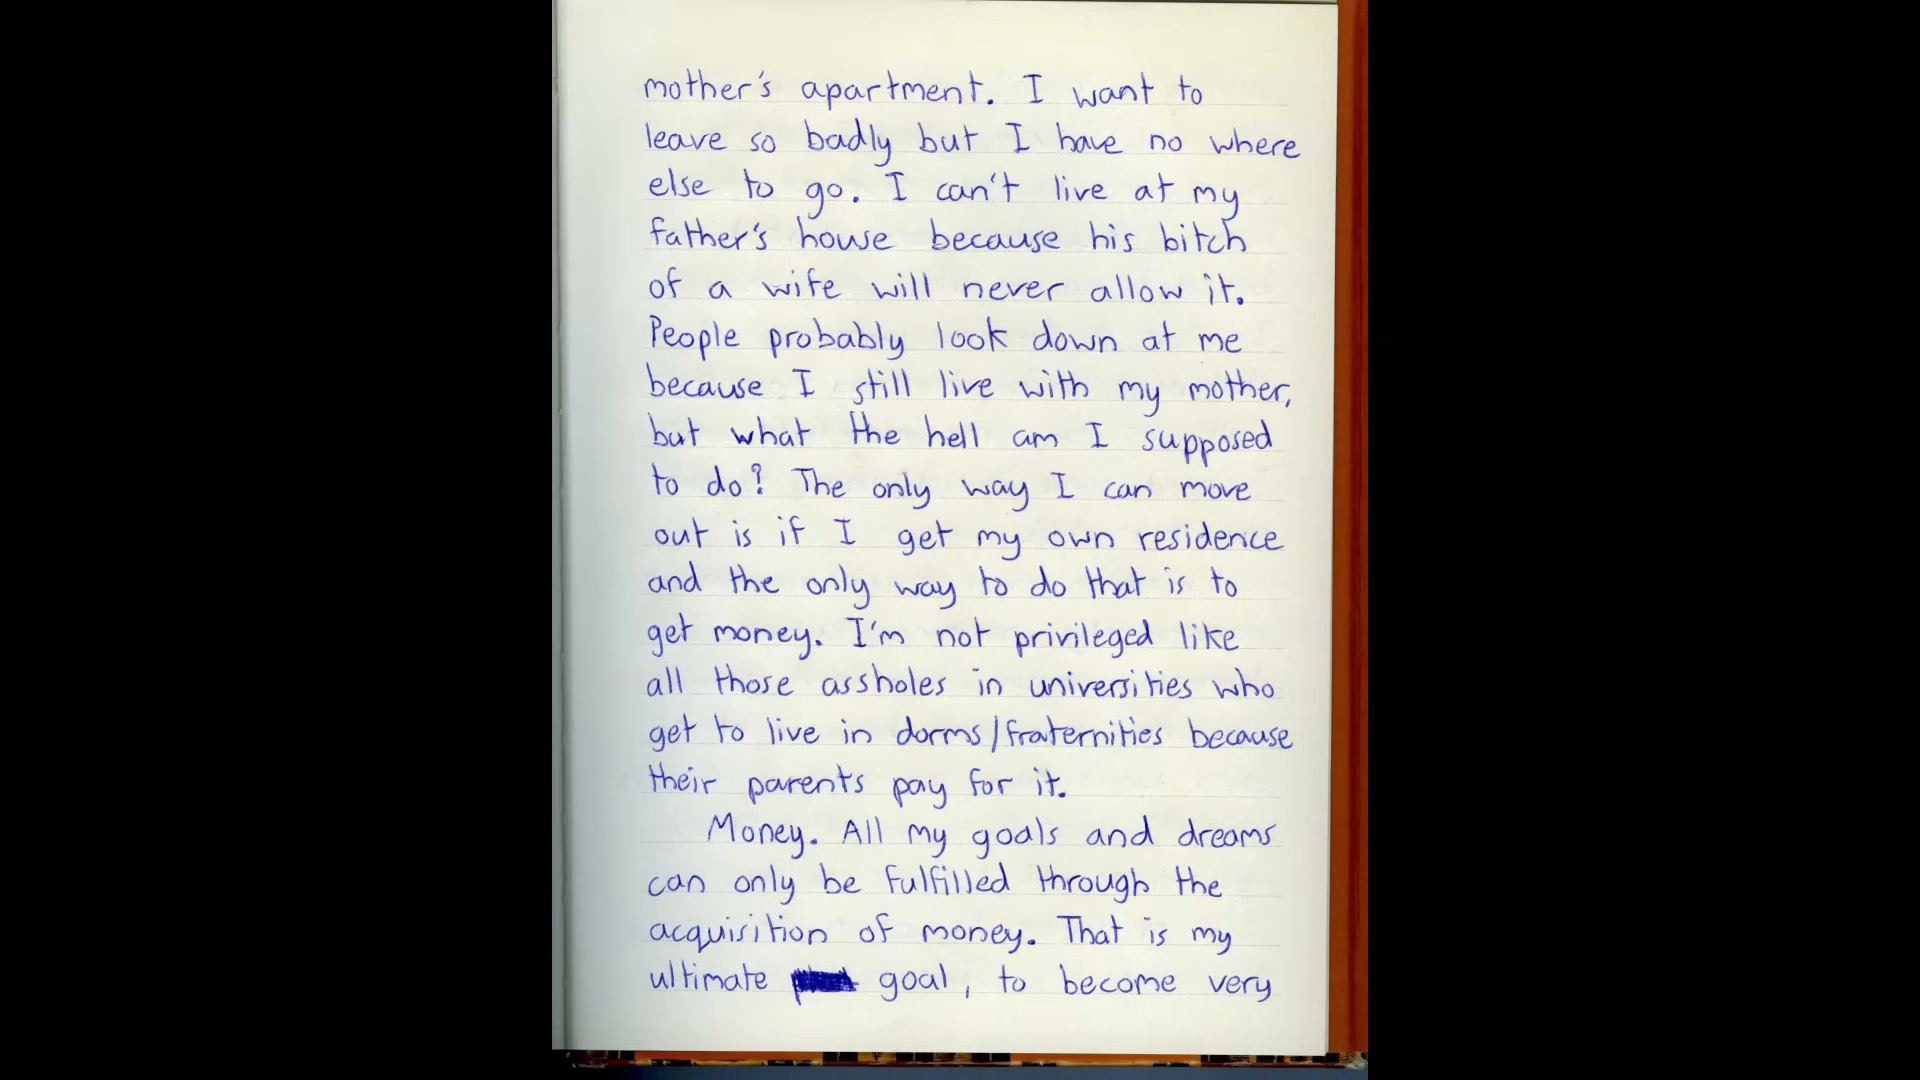 mother's apartment. I want to
leave so badly but I have no where
else to go. I can't live at my
father's house because his bitch
of a wife will never allow it.
People probably look down at me
because I still live with my mother,
but what the hell am I supposed
to do? The only way I can move
out is if I get my own residence
and the only way to do that is to
get money. I'm not privileged like
all those assholes in universities who
get to live in dorms/fraternities because
their parents pay for it.
Money. All my goals and dreams
can only be fulfilled through the
acquisition of money. That is my
ultimate goal, to become very